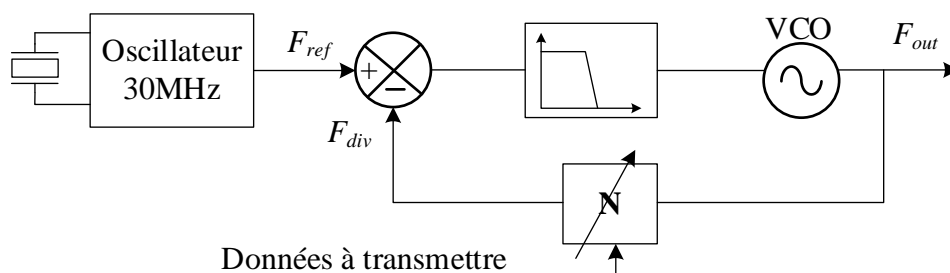 Oscillateur
30MHz
F_ref
+
−
F_div
VCO
F_out
N
Données à transmettre